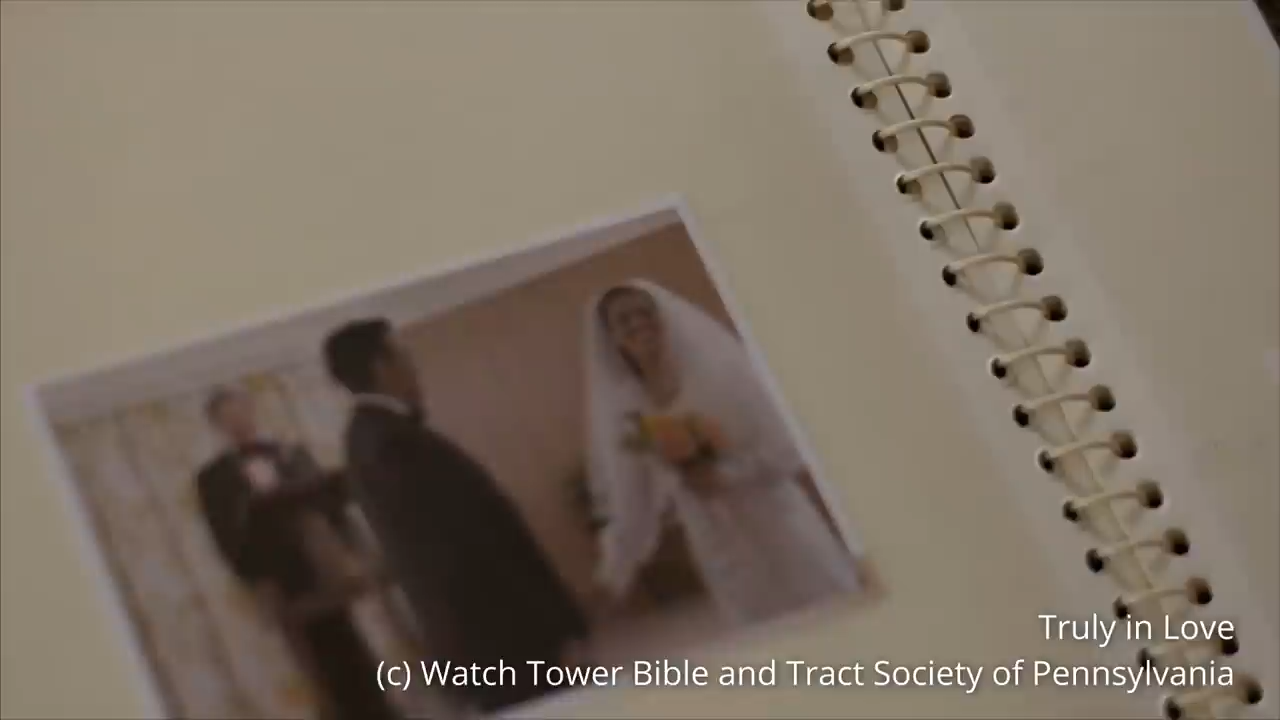 Truly in Love
(c) Watch Tower Bible and Tract Society of Pennsylvania